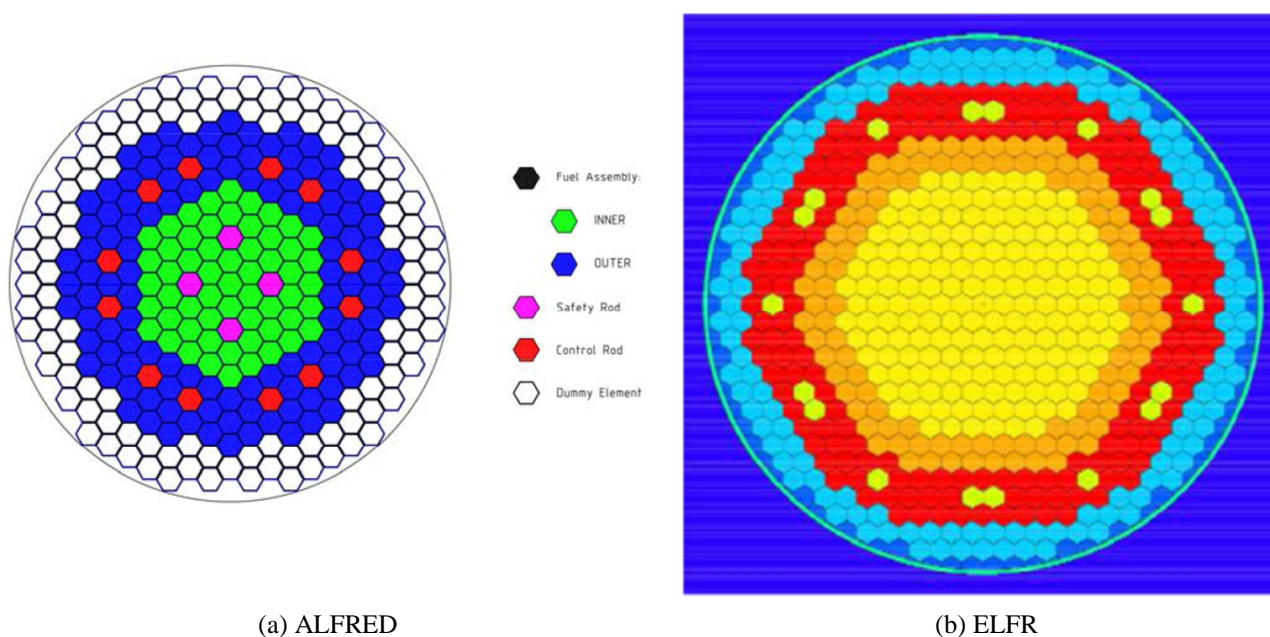 Fuel Assembly:
INNER
OUTER
Safety Rod
Control Rod
Dummy Element
(a) ALFRED
(b) ELFR